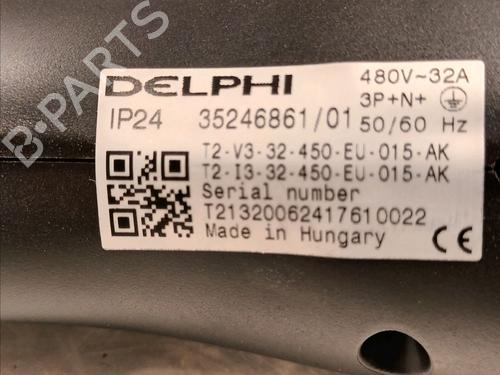 B-PARTS
DELPHI
480V~32A
IP24 35246861/01
3P+N+
50/60 Hz
T2-V3-32-450-EU-015-AK
T2-I3-32-450-EU-015-AK
Serial number
T21320062417610022
Made in Hungary
CE